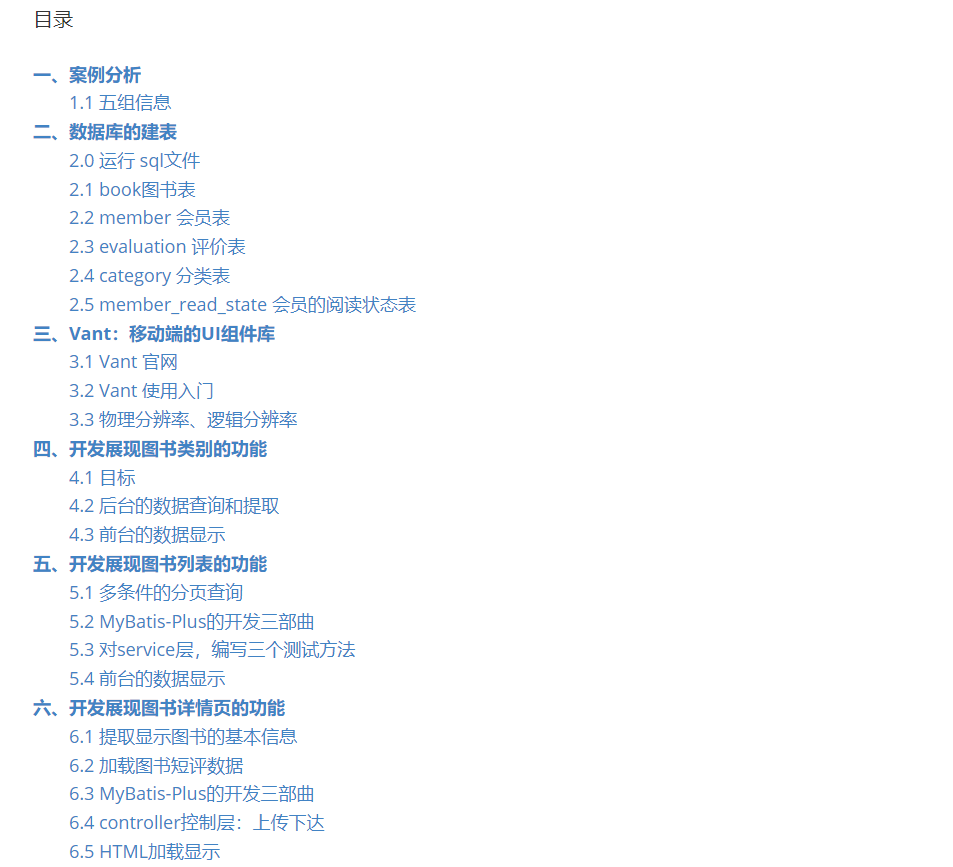 目录
一、案例分析
1.1 五组信息
二、数据库的建表
2.0 运行 sql文件
2.1 book图书表
2.2 member 会员表
2.3 evaluation 评价表
2.4 category 分类表
2.5 member_read_state 会员的阅读状态表
三、Vant：移动端的UI组件库
3.1 Vant 官网
3.2 Vant 使用入门
3.3 物理分辨率、逻辑分辨率
四、开发展现图书类别的功能
4.1 目标
4.2 后台的数据查询和提取
4.3 前台的数据显示
五、开发展现图书列表的功能
5.1 多条件的分页查询
5.2 MyBatis-Plus的开发三部曲
5.3 对service层，编写三个测试方法
5.4 前台的数据显示
六、开发展现图书详情页的功能
6.1 提取显示图书的基本信息
6.2 加载图书短评数据
6.3 MyBatis-Plus的开发三部曲
6.4 controller控制层：上传下达
6.5 HTML加载显示